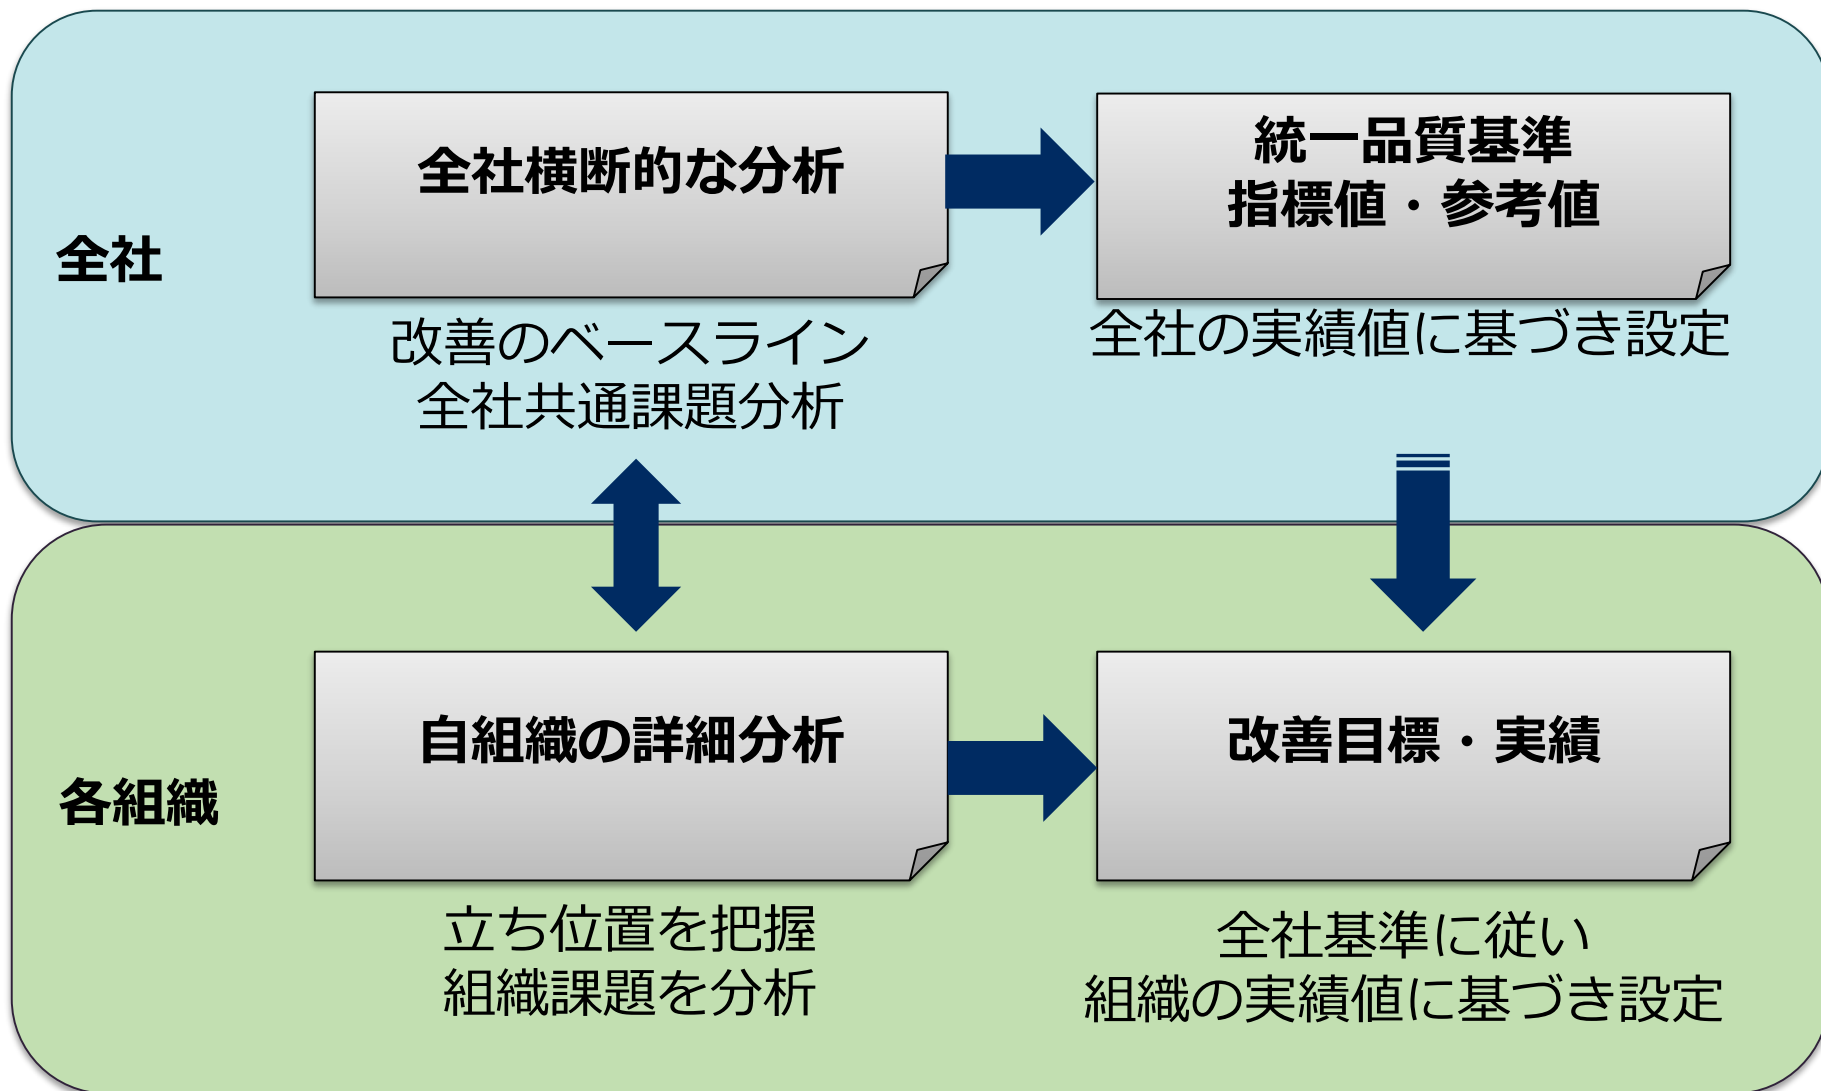 全社
全社横断的な分析
改善のベースライン
全社共通課題分析
統一品質基準
指標値・参考値
全社の実績値に基づき設定
各組織
自組織の詳細分析
立ち位置を把握
組織課題を分析
改善目標・実績
全社基準に従い
組織の実績値に基づき設定